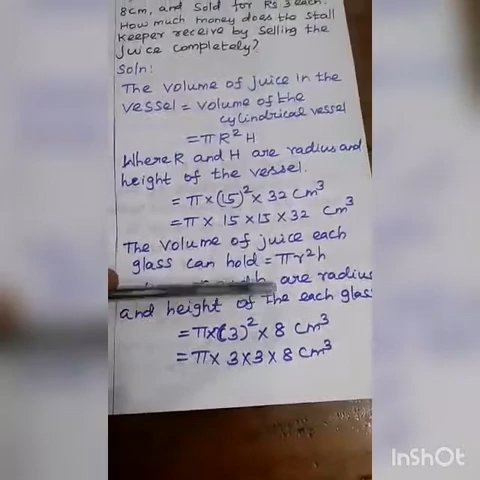 8cm, and sold for Rs 3 each.
How much money does the stall
keeper receive by selling the
Juice completely?
Soln:
The volume of juice in the
vessel = volume of the
cylindrical vessel
= πR²H
Where R and H are radius and
height of the vessel.
= π × (15)² × 32 cm³
= π × 15 × 15 × 32 cm³
The volume of juice each
glass can hold = πr²h
are radius
and height of the each glass
= π × (3)² × 8 cm³
= π × 3 × 3 × 8 cm³
InShOt